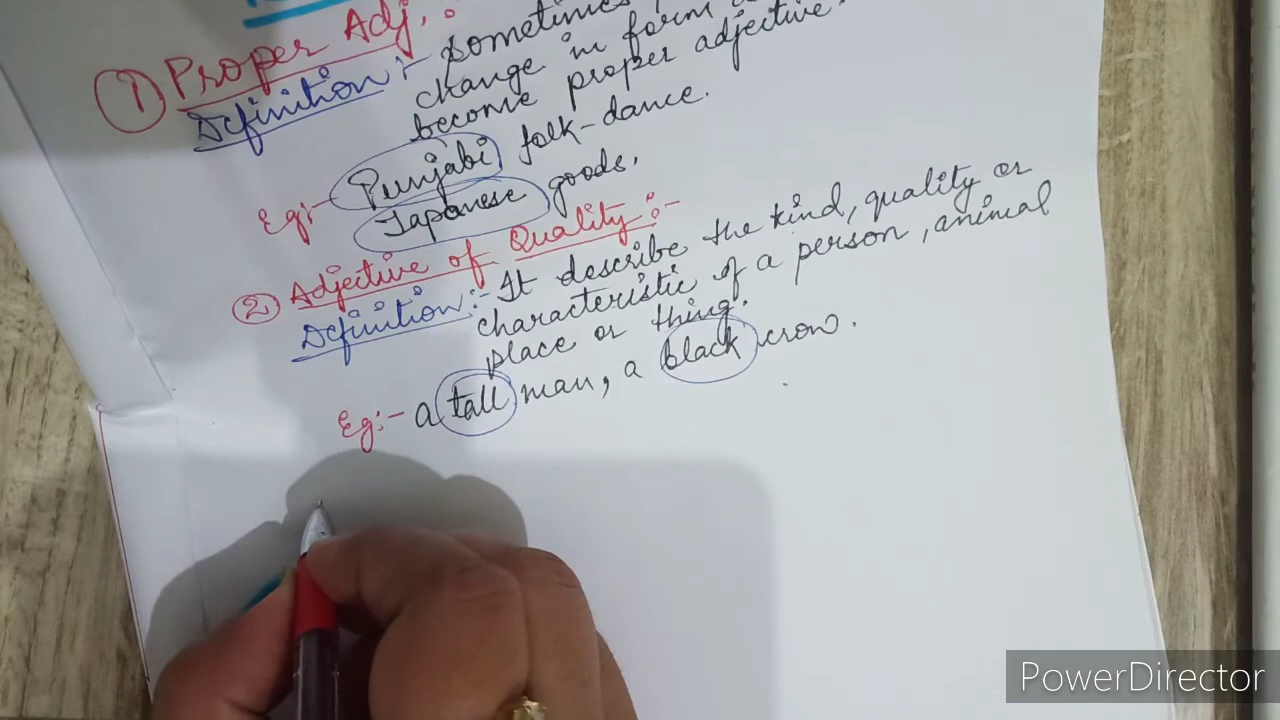 ① Proper Adj. :
Definition :- Sometimes
change in form
become proper adjective.
Eg:- Punjabi folk-dance.
Japanese goods.
② Adjective of Quality :-
Definition :- It describe the kind, quality or
characteristic of a person, animal
place or thing.
Eg:- a tall man, a black crow.
PowerDirector